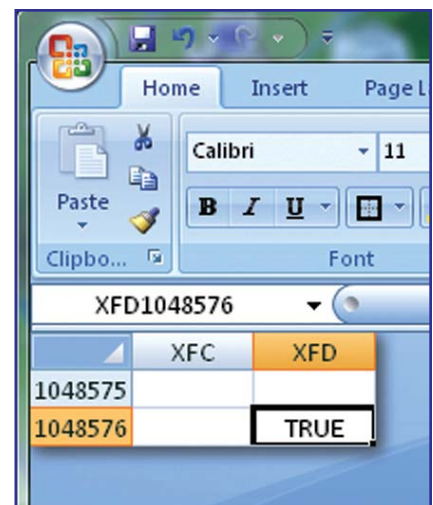 Home Insert Page L
Calibri 11
Paste
B I U
Clipbo... Font
XFD1048576
XFC XFD
1048575
1048576 TRUE